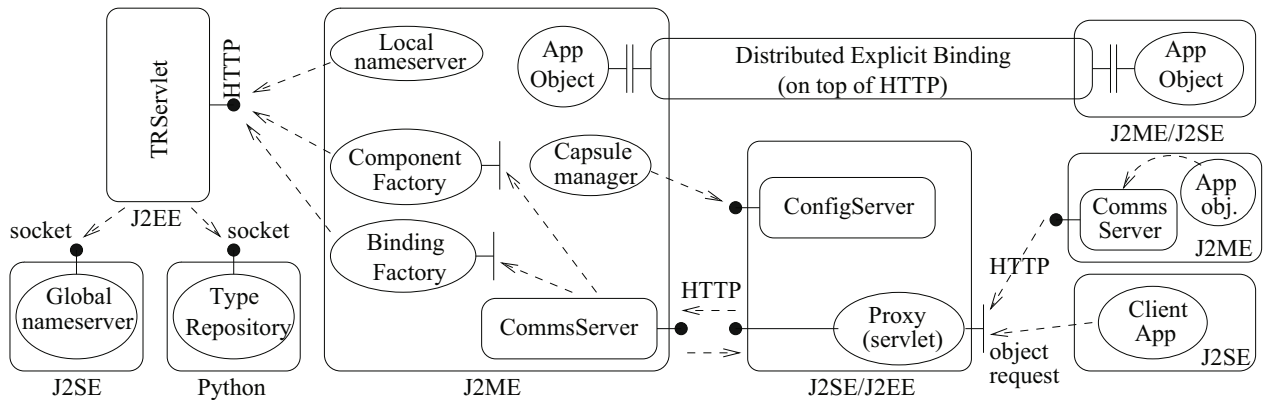 TRServlet
HTTP
J2EE
socket
socket
Global
nameserver
J2SE
Type
Repository
Python
Local
nameserver
App
Object
Component
Factory
Capsule
manager
Binding
Factory
CommsServer
J2ME
Distributed Explicit Binding
(on top of HTTP)
App
Object
J2ME/J2SE
ConfigServer
HTTP
Proxy
(servlet)
J2SE/J2EE
App
obj.
Comms
Server
J2ME
HTTP
object
request
Client
App
J2SE